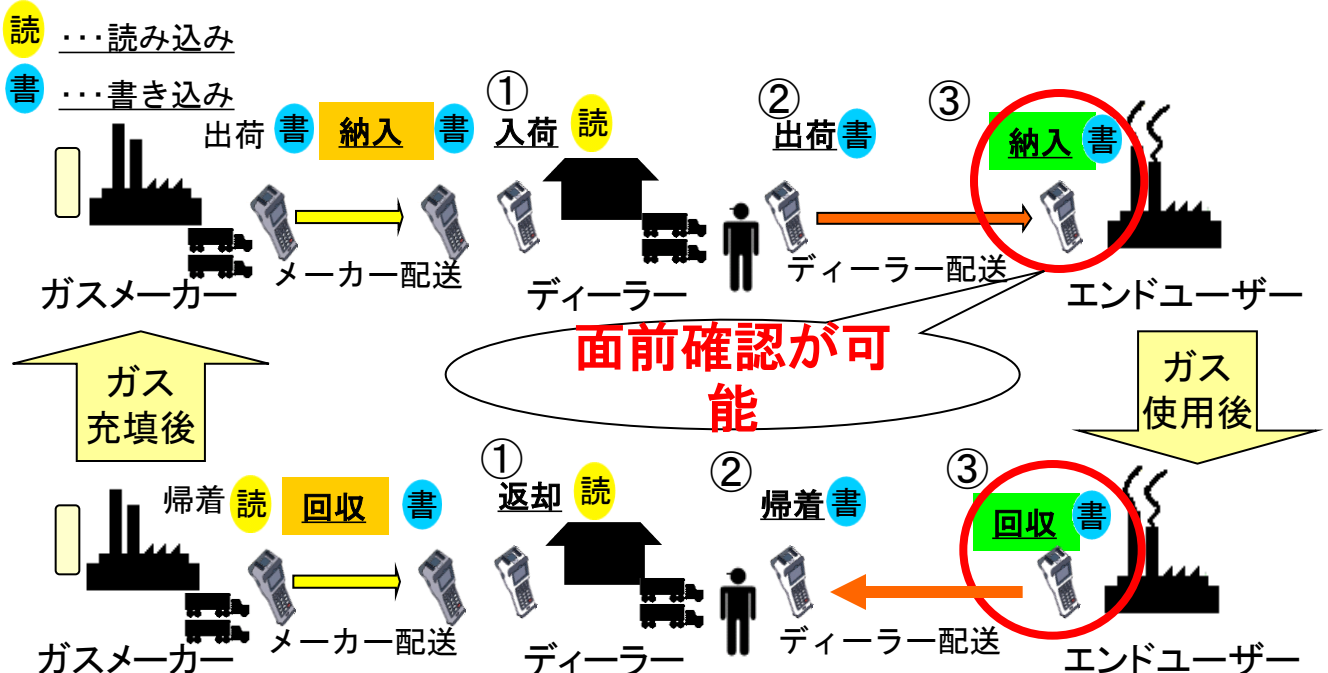 読 ・・・読み込み
書 ・・・書き込み
出荷 書 納入 書 ① 入荷 読 ② 出荷 書 ③ 納入 書
メーカー配送 ディーラー配送
ガスメーカー ディーラー エンドユーザー
面前確認が可
能
ガス
充填後
ガス
使用後
帰着 読 回収 書 ① 返却 読 ② 帰着 書 ③ 回収 書
メーカー配送 ディーラー配送
ガスメーカー ディーラー エンドユーザー